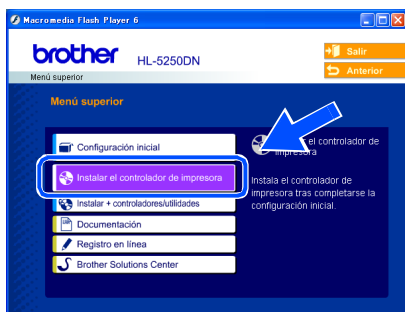 Macromedia Flash Player 6
brother
HL-5250DN
Salir
Anterior
Menú superior
Menú superior
Configuración inicial
Instalar el controlador de impresora
Instalar + controladores/utilidades
Documentación
Registro en línea
Brother Solutions Center
el controlador de
impresora
Instala el controlador de
impresora tras completarse la
configuración inicial.